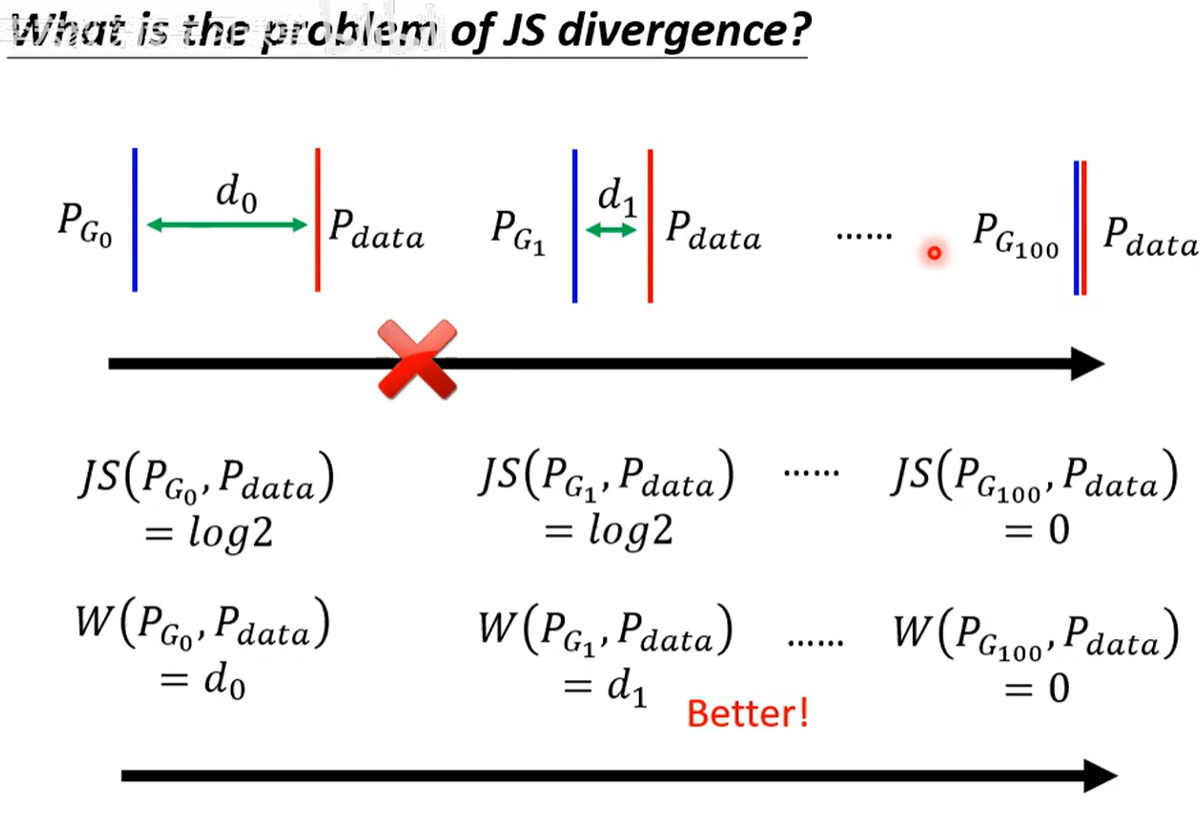 What is the problem of JS divergence?
P_{G_0} d_0 P_{data} P_{G_1} d_1 P_{data} …… P_{G_{100}} P_{data}
JS(P_{G_0}, P_{data}) JS(P_{G_1}, P_{data}) …… JS(P_{G_{100}}, P_{data})
= log2 = log2 = 0
W(P_{G_0}, P_{data}) W(P_{G_1}, P_{data}) …… W(P_{G_{100}}, P_{data})
= d_0 = d_1 = 0
Better!